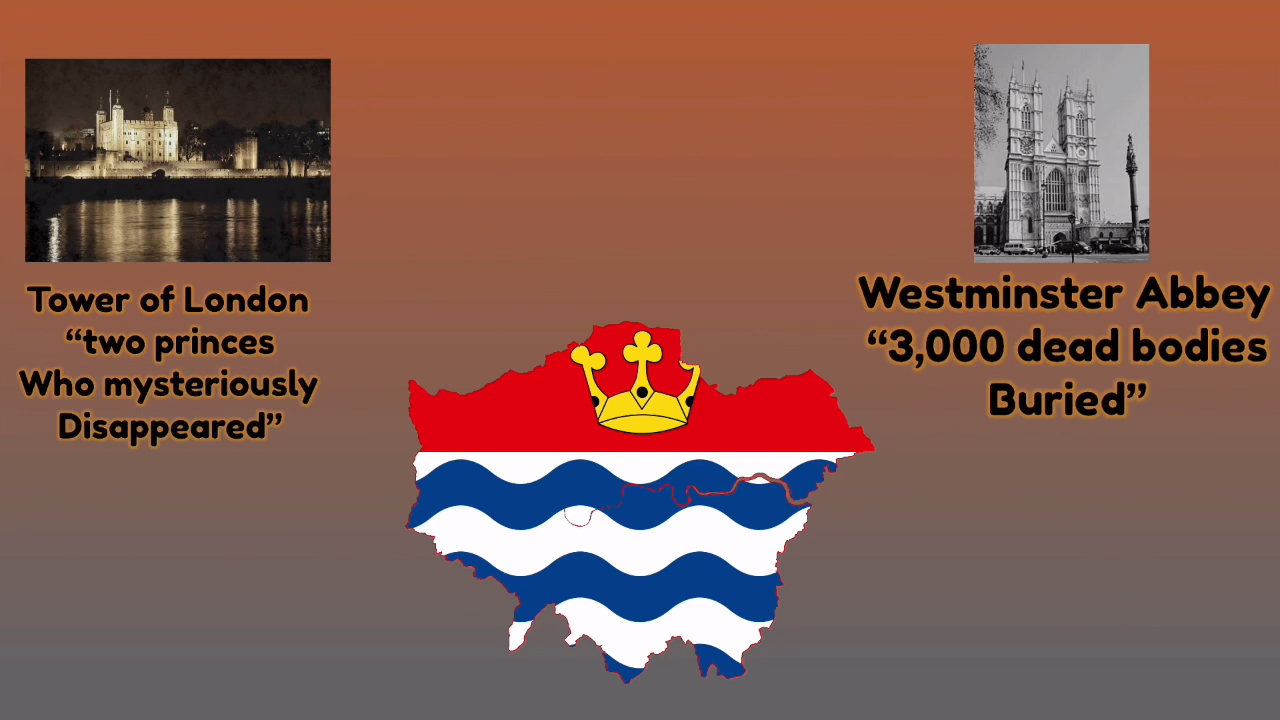 Tower of London
“two princes
Who mysteriously
Disappeared”
Westminster Abbey
“3,000 dead bodies
Buried”